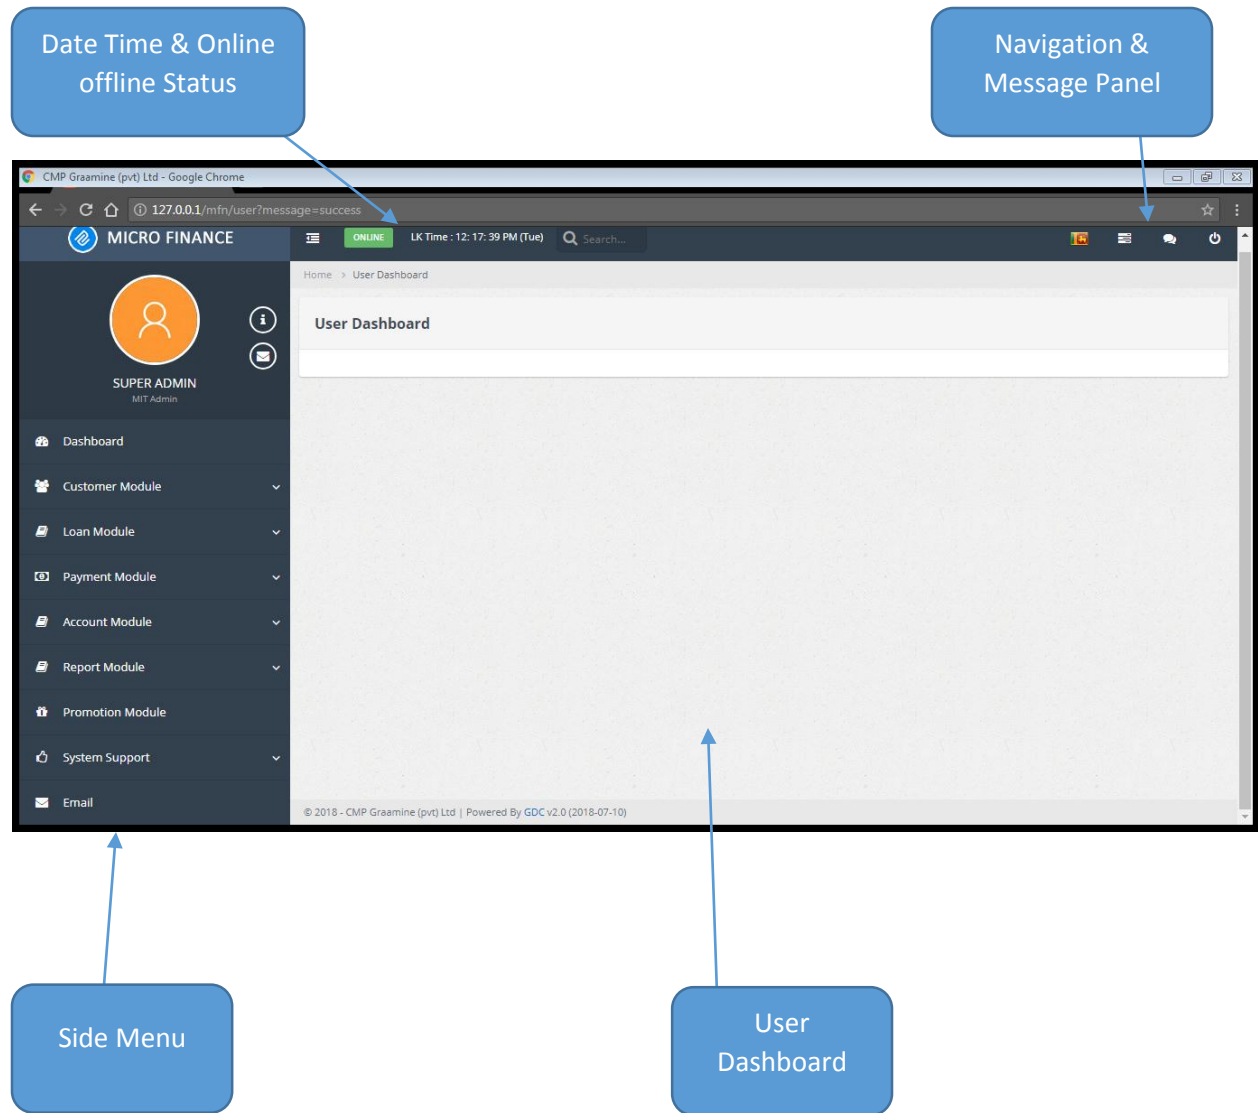 Date Time & Online
offline Status
Navigation &
Message Panel
CMP Graamine (pvt) Ltd - Google Chrome
127.0.0.1/mfn/user?message=success
MICRO FINANCE
ONLINE
LK Time : 12: 17: 39 PM (Tue)
Search...
Home > User Dashboard
User Dashboard
SUPER ADMIN
MIT Admin
Dashboard
Customer Module
Loan Module
Payment Module
Account Module
Report Module
Promotion Module
System Support
Email
© 2018 - CMP Graamine (pvt) Ltd | Powered By GDC v2.0 (2018-07-10)
Side Menu
User
Dashboard